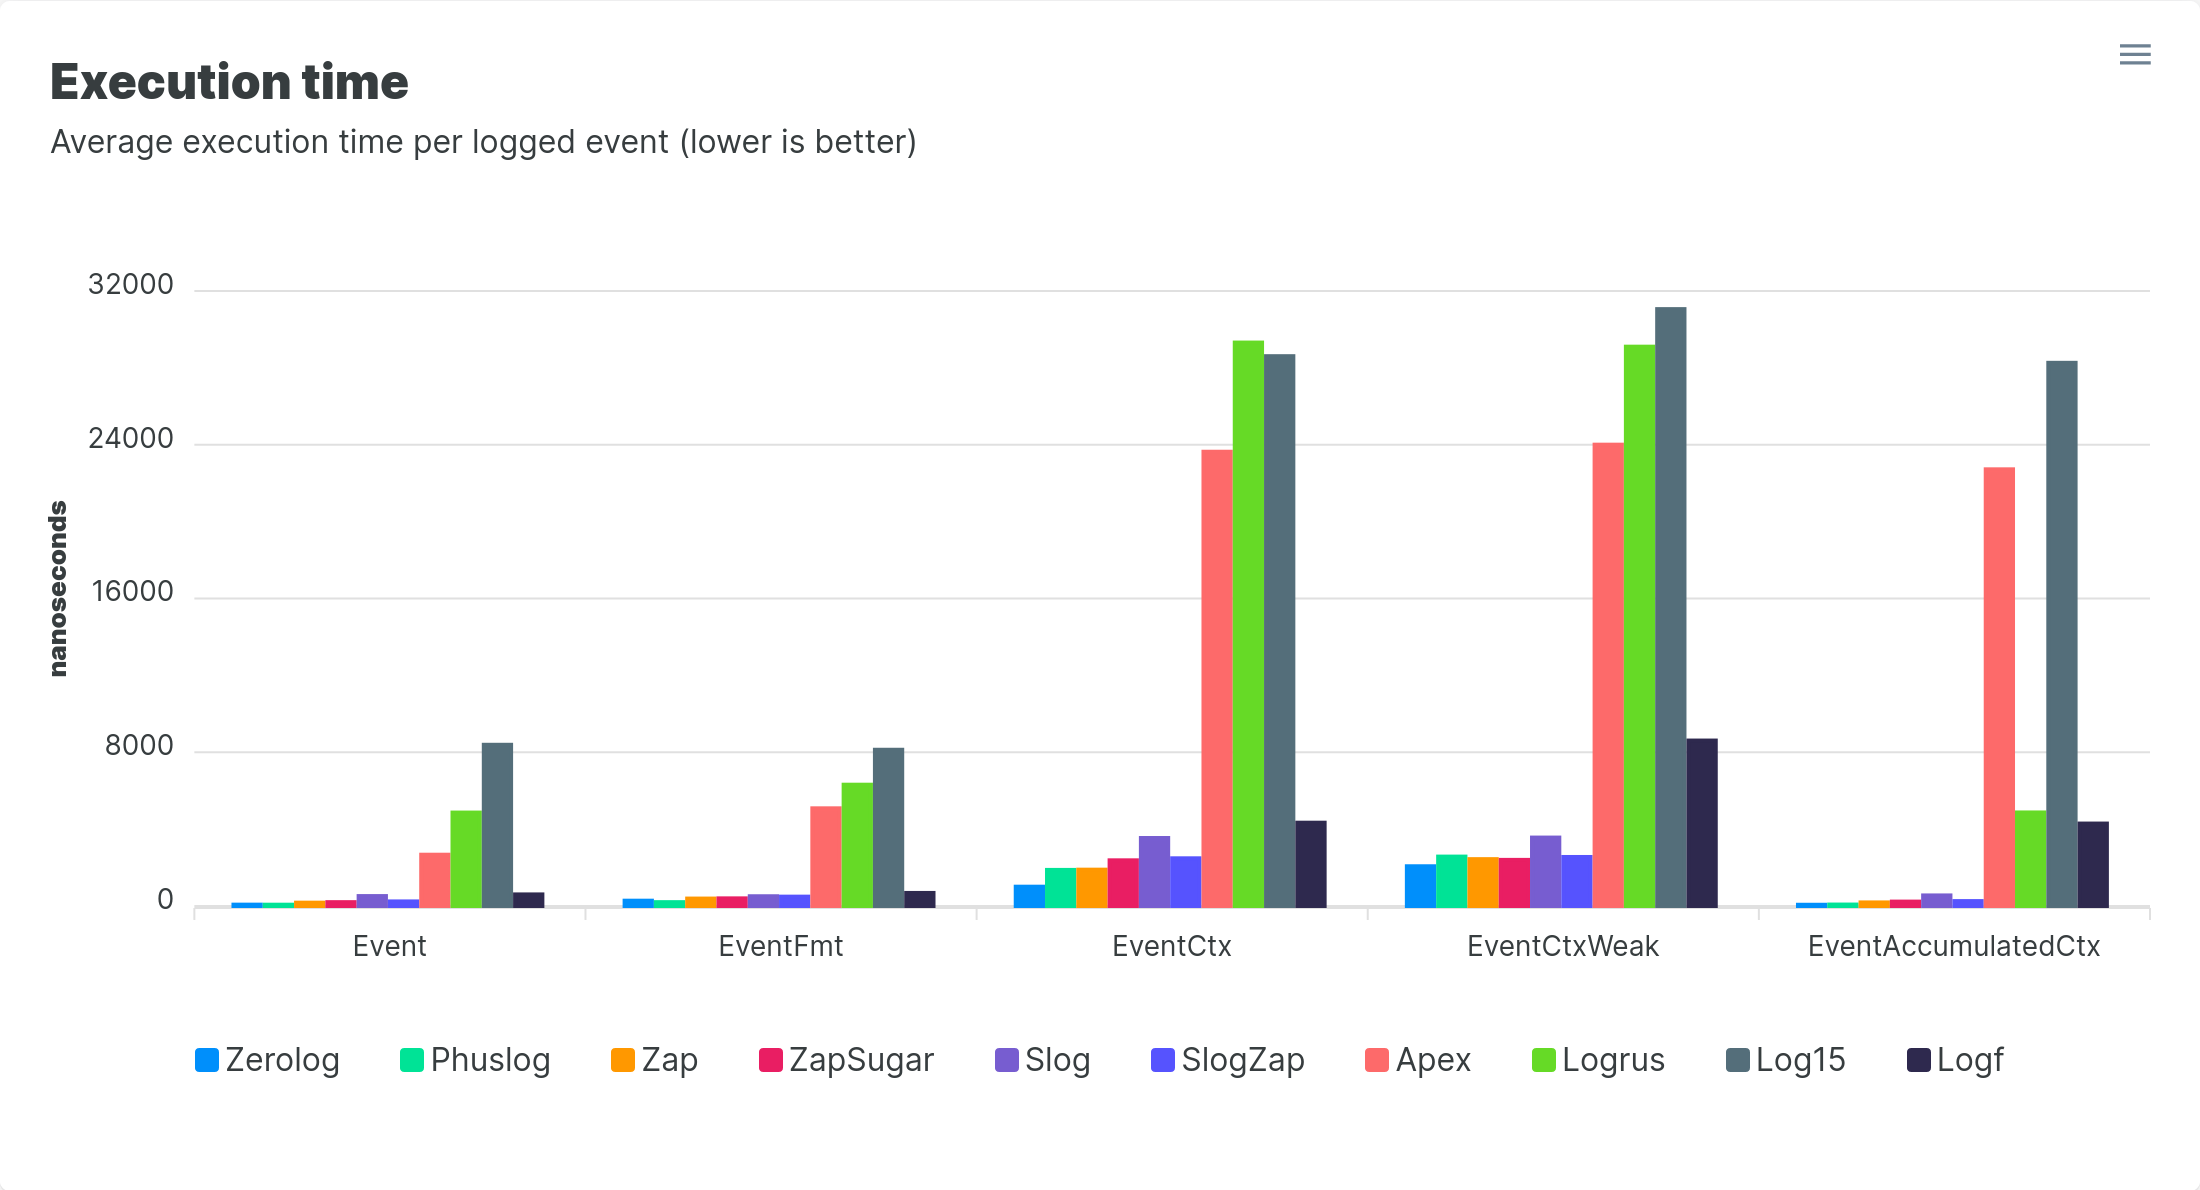 Execution time
Average execution time per logged event (lower is better)
nanoseconds
32000
24000
16000
8000
0
Event EventFmt EventCtx EventCtxWeak EventAccumulatedCtx
Zerolog Phuslog Zap ZapSugar Slog SlogZap Apex Logrus Log15 Logf